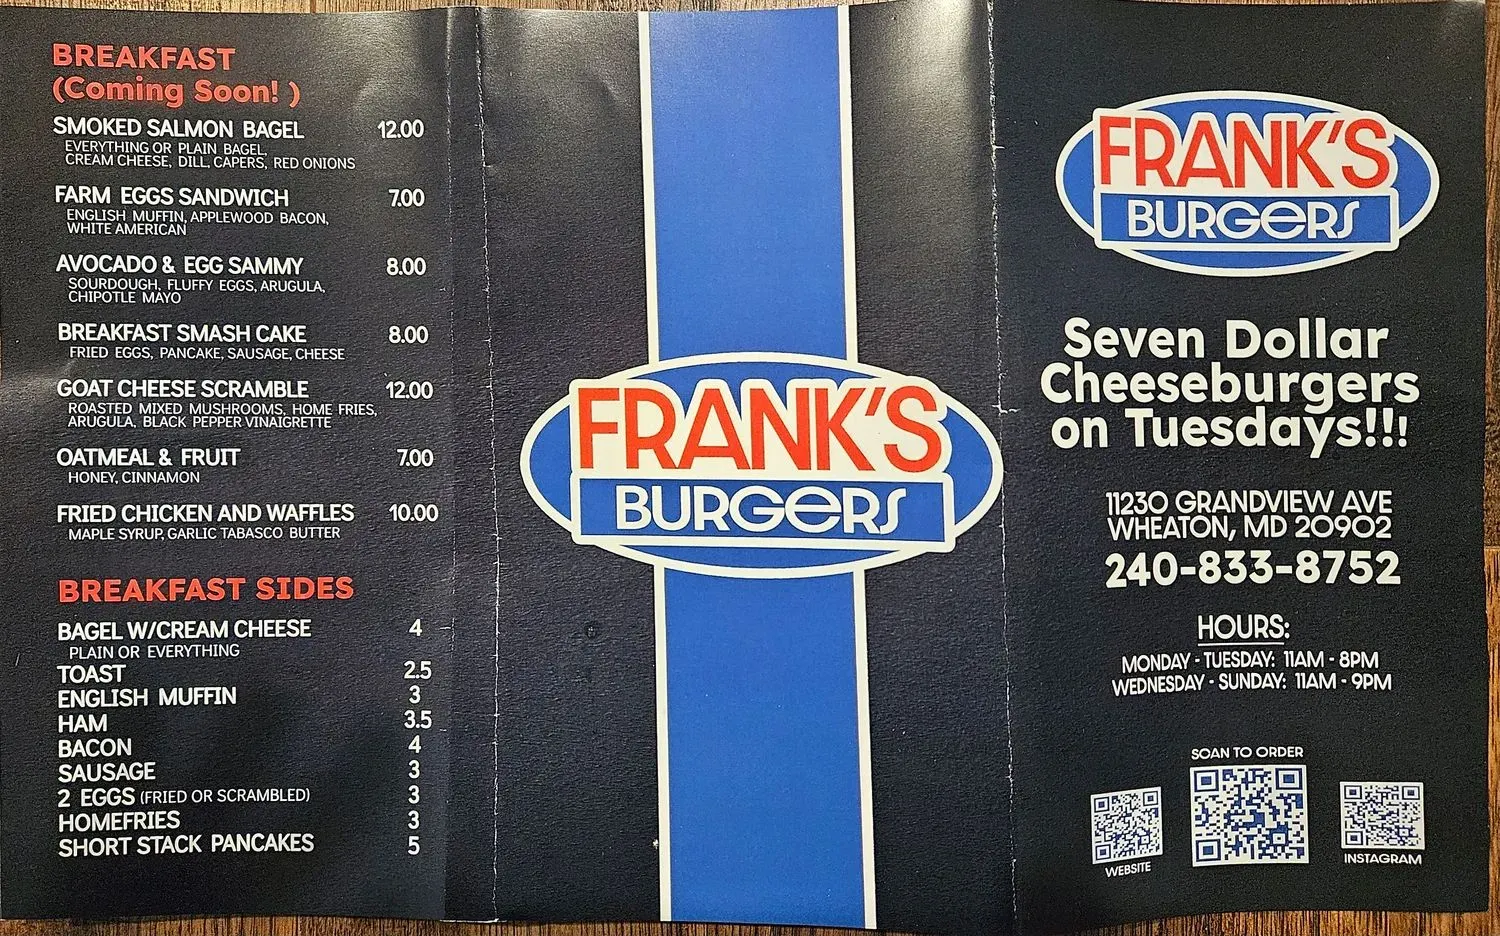 BREAKFAST
(Coming Soon! )
SMOKED SALMON BAGEL 12.00
EVERYTHING OR PLAIN BAGEL,
CREAM CHEESE, DILL, CAPERS, RED ONIONS
FARM EGGS SANDWICH 7.00
ENGLISH MUFFIN, APPLEWOOD BACON,
WHITE AMERICAN
AVOCADO & EGG SAMMY 8.00
SOURDOUGH, FLUFFY EGGS, ARUGULA,
CHIPOTLE MAYO
BREAKFAST SMASH CAKE 8.00
FRIED EGGS, PANCAKE, SAUSAGE, CHEESE
GOAT CHEESE SCRAMBLE 12.00
ROASTED MIXED MUSHROOMS, HOME FRIES,
ARUGULA, BLACK PEPPER VINAIGRETTE
OATMEAL & FRUIT 7.00
HONEY, CINNAMON
FRIED CHICKEN AND WAFFLES 10.00
MAPLE SYRUP, GARLIC TABASCO BUTTER
BREAKFAST SIDES
BAGEL W/CREAM CHEESE 4
PLAIN OR EVERYTHING
TOAST 2.5
ENGLISH MUFFIN 3
HAM 3.5
BACON 4
SAUSAGE 3
2 EGGS (FRIED OR SCRAMBLED) 3
HOMEFRIES 3
SHORT STACK PANCAKES 5
FRANK'S
BURGERS
FRANK'S
BURGERS
Seven Dollar
Cheeseburgers
on Tuesdays!!!
11230 GRANDVIEW AVE
WHEATON, MD 20902
240-833-8752
HOURS:
MONDAY - TUESDAY: 11AM - 8PM
WEDNESDAY - SUNDAY: 11AM - 9PM
SOAN TO ORDER
WEBSITE
INSTAGRAM